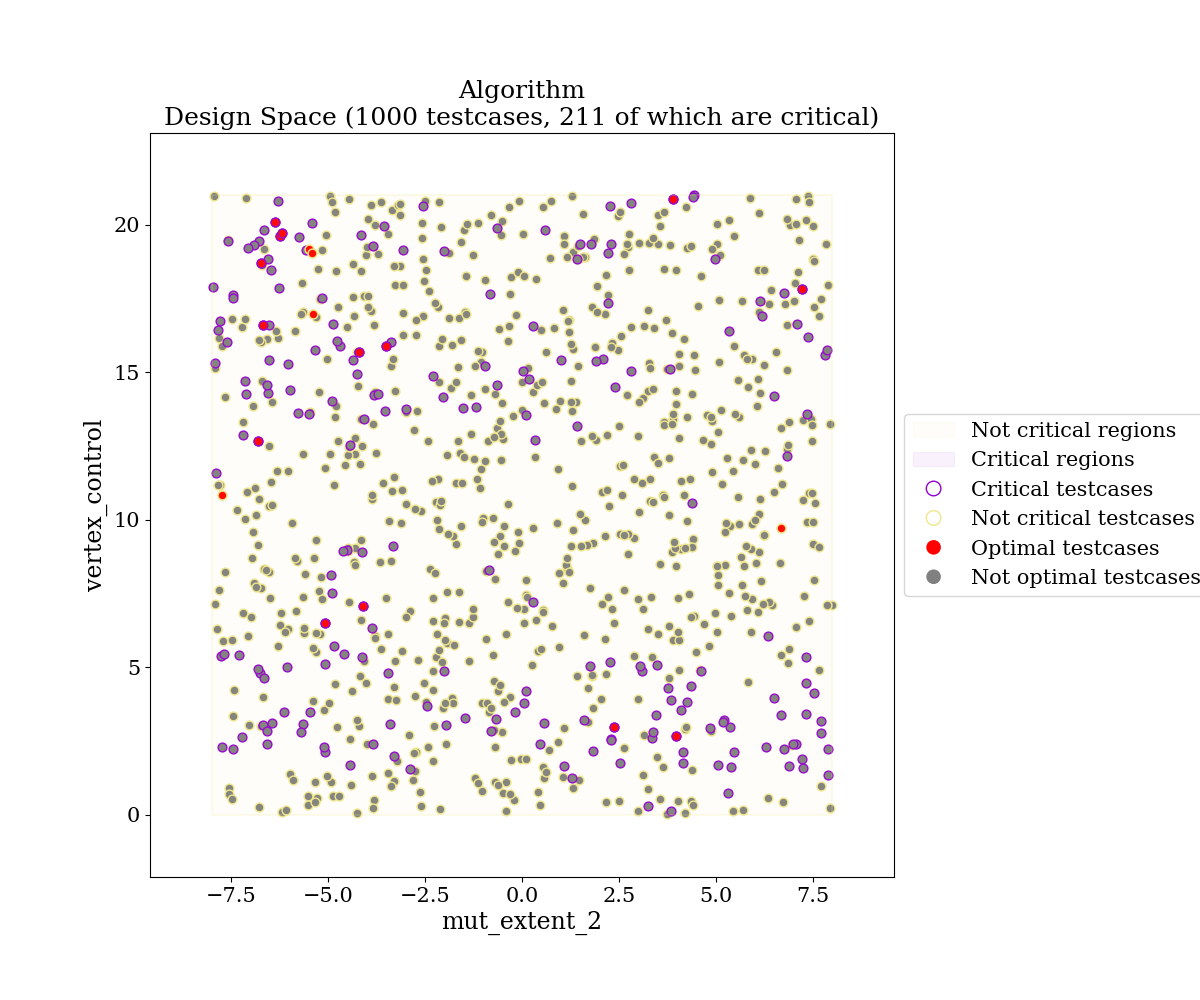 Algorithm
Design Space (1000 testcases, 211 of which are critical)
20
15
10
5
0
vertex_control
−7.5
−5.0
−2.5
0.0
2.5
5.0
7.5
mut_extent_2
Not critical regions
Critical regions
Critical testcases
Not critical testcases
Optimal testcases
Not optimal testcases